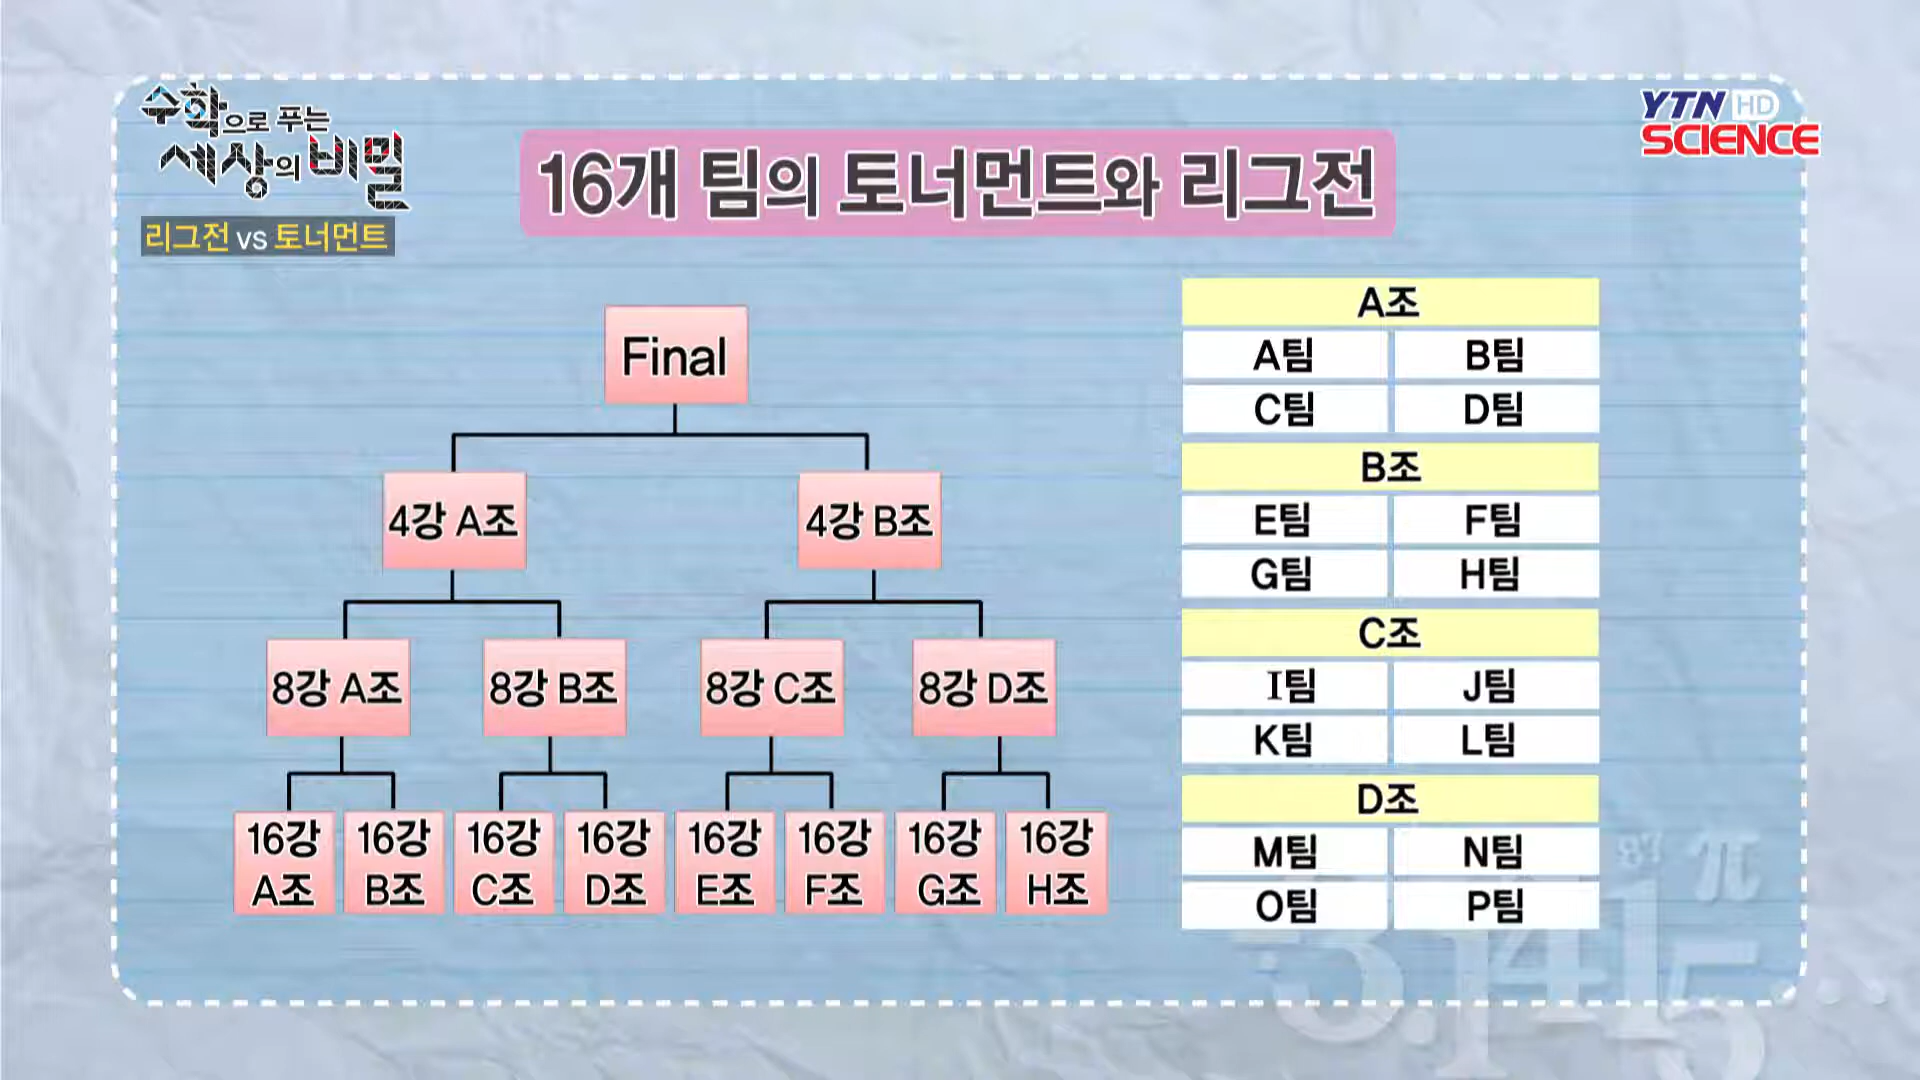 수학으로 푸는
세상의 비밀
리그전 vs 토너먼트
YTN HD
SCIENCE
16개 팀의 토너먼트와 리그전
Final
4강 A조
4강 B조
8강 A조
8강 B조
8강 C조
8강 D조
16강
A조
16강
B조
16강
C조
16강
D조
16강
E조
16강
F조
16강
G조
16강
H조
A조
A팀
B팀
C팀
D팀
B조
E팀
F팀
G팀
H팀
C조
I팀
J팀
K팀
L팀
D조
M팀
N팀
O팀
P팀
π
3.1415...